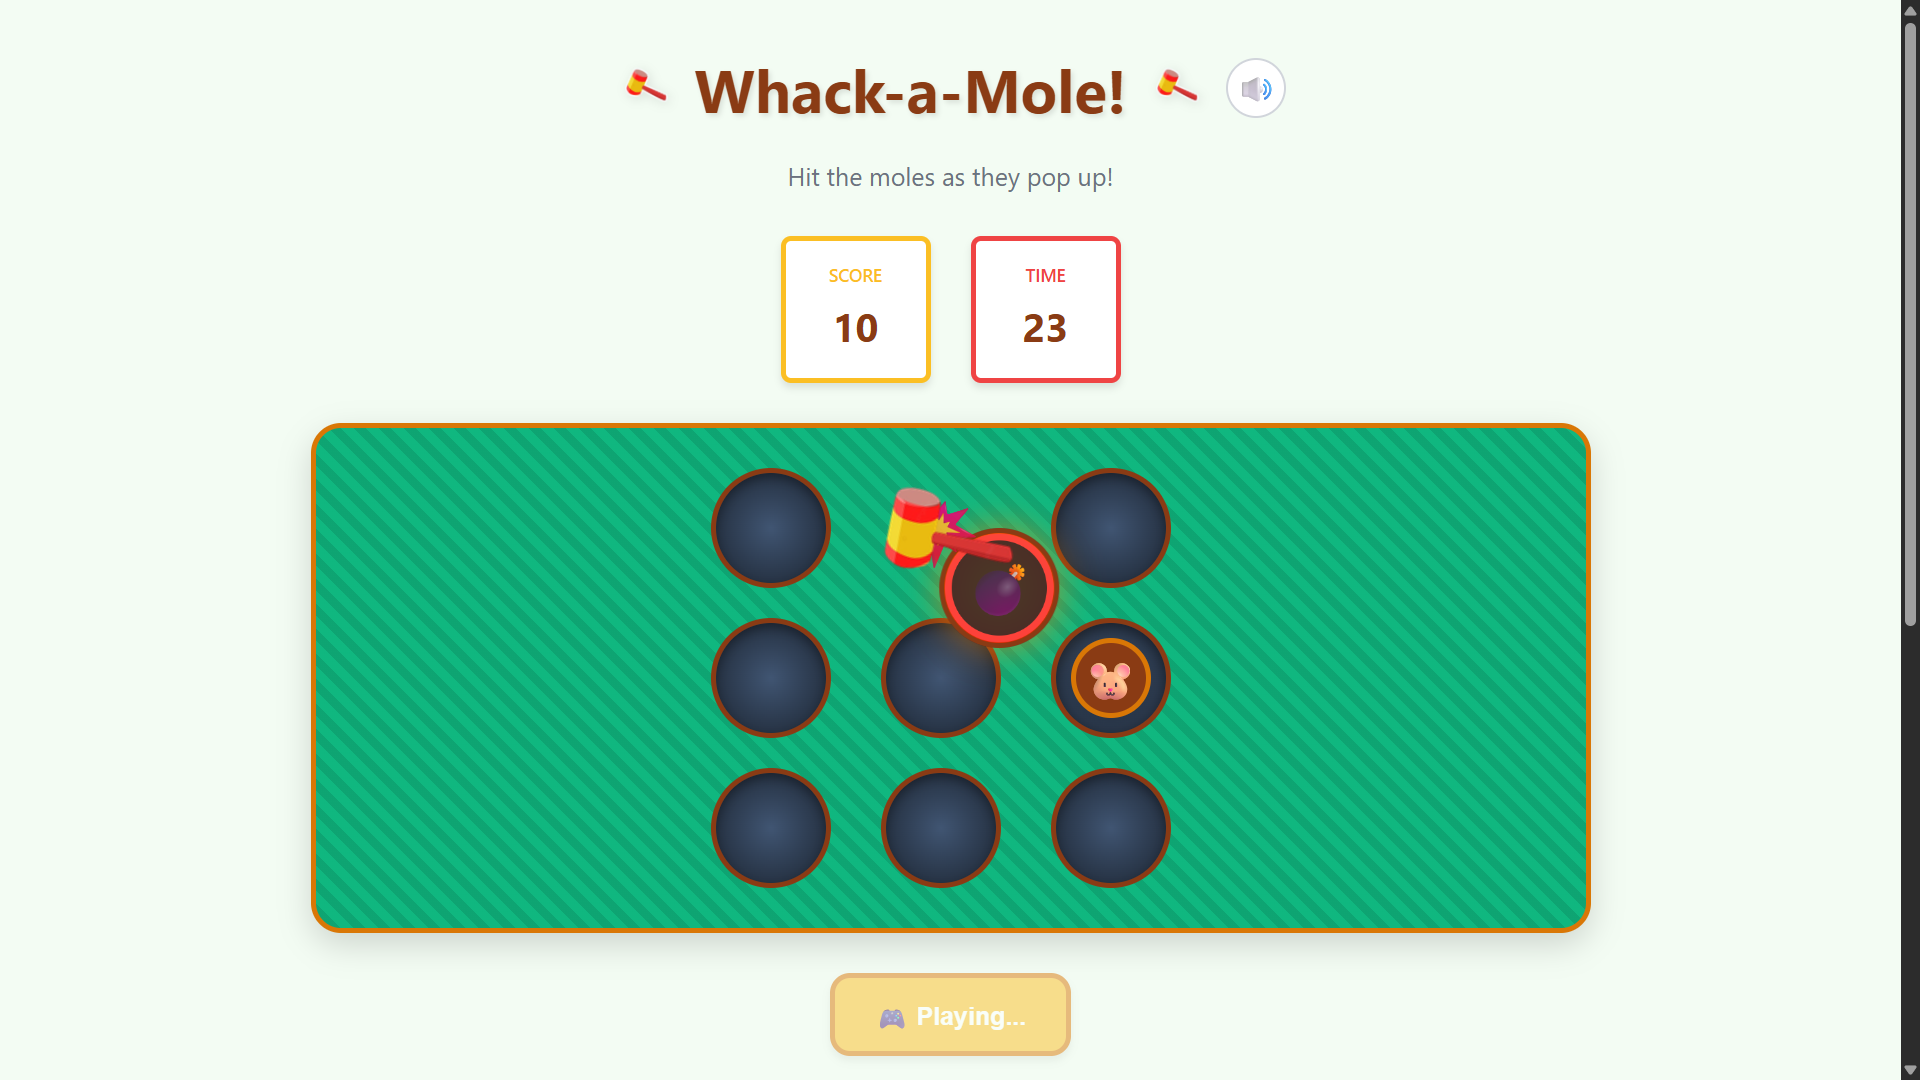 Whack-a-Mole!
Hit the moles as they pop up!
SCORE
10
TIME
23
Playing...